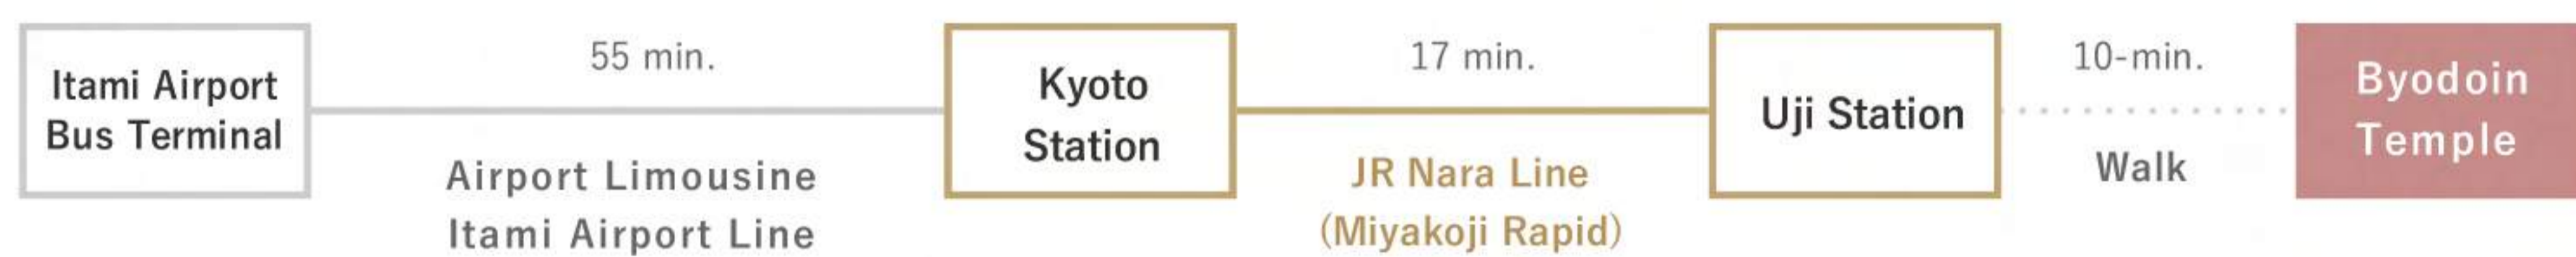 Itami Airport
Bus Terminal
55 min.
Airport Limousine
Itami Airport Line
Kyoto
Station
17 min.
JR Nara Line
(Miyakoji Rapid)
Uji Station
10-min.
Walk
Byodoin
Temple